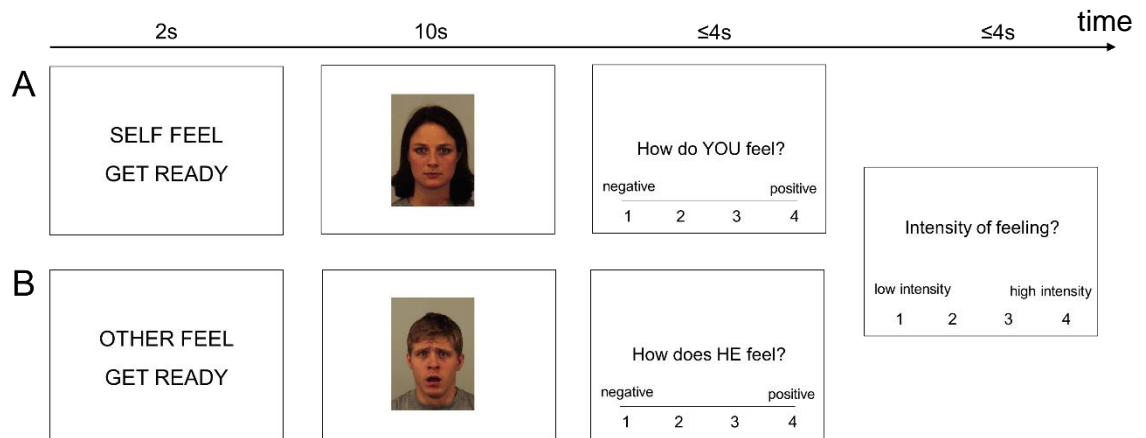 time
2s 10s ≤4s ≤4s
A
SELF FEEL
GET READY
How do YOU feel?
negative positive
1 2 3 4
B
OTHER FEEL
GET READY
How does HE feel?
negative positive
1 2 3 4
Intensity of feeling?
low intensity high intensity
1 2 3 4